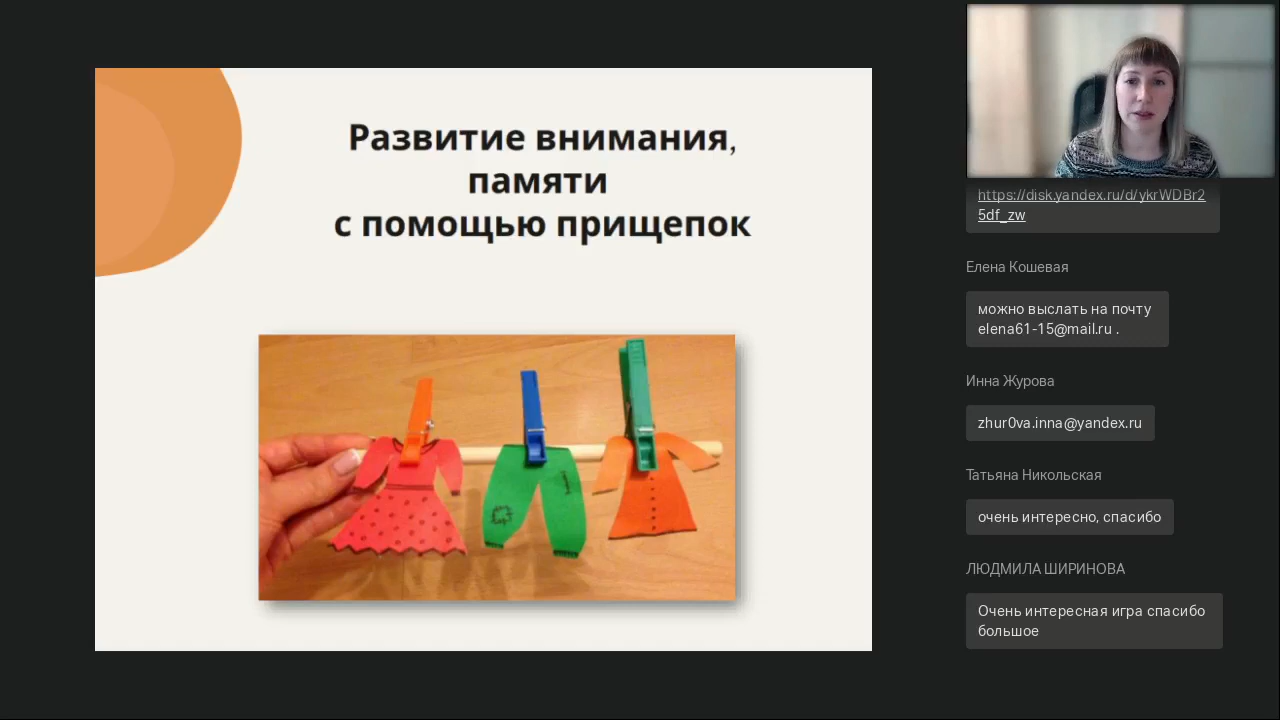 Развитие внимания,
памяти
с помощью прищепок
https://disk.yandex.ru/d/ykrWDBr2
5df_zw
Елена Кошевая
можно выслать на почту
elena61-15@mail.ru .
Инна Журова
zhur0va.inna@yandex.ru
Татьяна Никольская
очень интересно, спасибо
ЛЮДМИЛА ШИРИНОВА
Очень интересная игра спасибо
большое